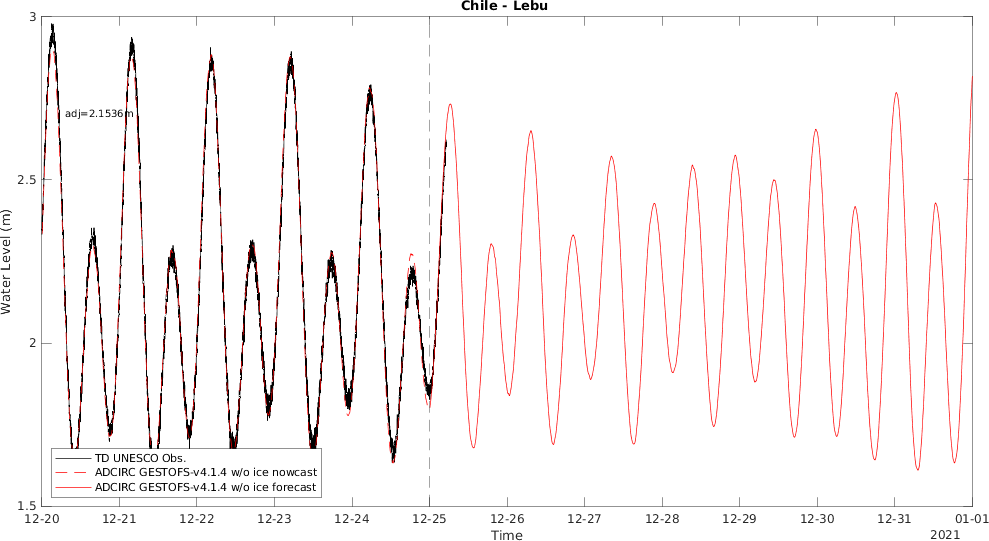 Chile - Lebu
3
adj=2.1536m
2.5
Water Level (m)
2
TD UNESCO Obs.
ADCIRC GESTOFS-v4.1.4 w/o ice nowcast
ADCIRC GESTOFS-v4.1.4 w/o ice forecast
1.5
12-20 12-21 12-22 12-23 12-24 12-25 12-26 12-27 12-28 12-29 12-30 12-31 01-01
Time
2021